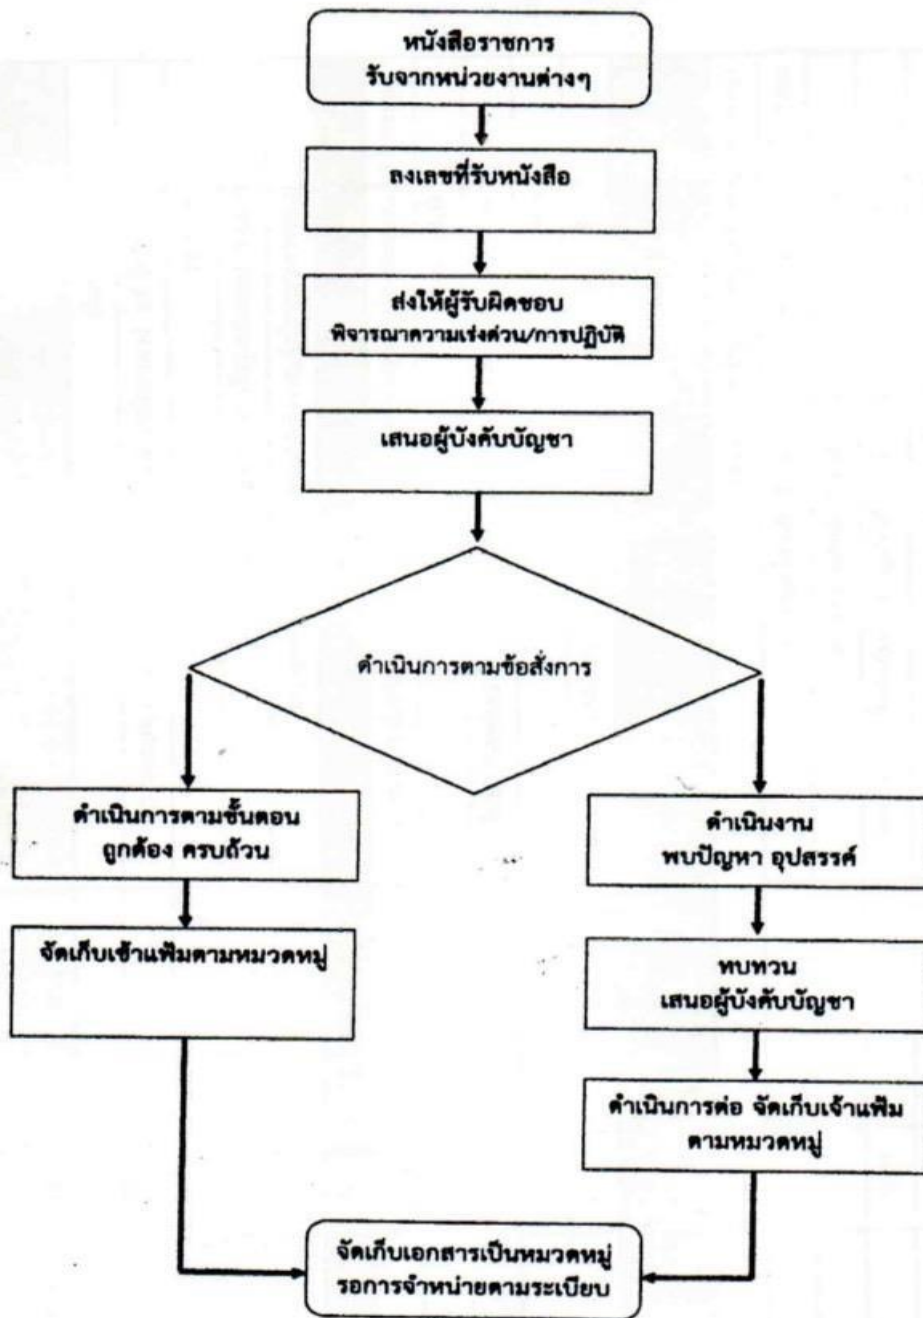 หนังสือราชการ
รับจากหน่วยงานต่างๆ
ลงเลขที่รับหนังสือ
ส่งให้ผู้รับผิดชอบ
พิจารณาความเร่งด่วน/การปฏิบัติ
เสนอผู้บังคับบัญชา
ดำเนินการตามข้อสั่งการ
ดำเนินการตามขั้นตอน
ถูกต้อง ครบถ้วน
จัดเก็บเข้าแฟ้มตามหมวดหมู่
ดำเนินงาน
พบปัญหา อุปสรรค์
ทบทวน
เสนอผู้บังคับบัญชา
ดำเนินการต่อ จัดเก็บเจ้าแฟ้ม
ตามหมวดหมู่
จัดเก็บเอกสารเป็นหมวดหมู่
รอการจำหน่ายตามระเบียบ